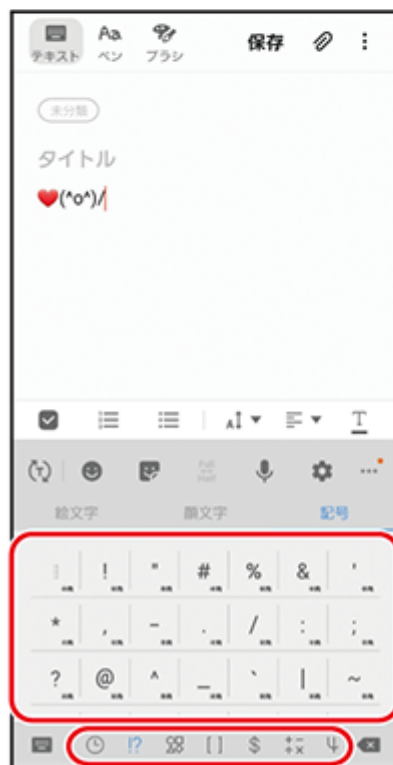 テキスト Aa ペン ブラシ 保存
未分類
タイトル
❤(^o^)/
絵文字 顔文字 記号
! " # % & '
* , - . / : ;
? @ ^ _ ` | ~
!? [ ] $ + - ×